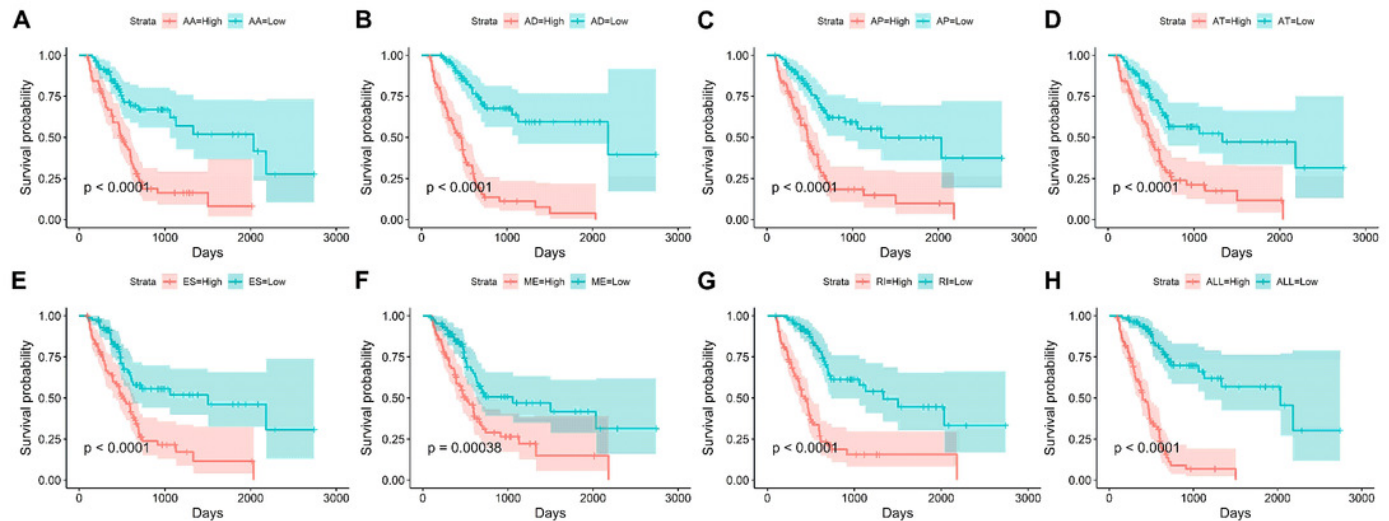 A
Strata AA=High AA=Low
Survival probability
1.00
0.75
0.50
0.25
0.00
p < 0.0001
0 1000 2000 3000
Days
B
Strata AD=High AD=Low
Survival probability
1.00
0.75
0.50
0.25
0.00
p < 0.0001
0 1000 2000 3000
Days
C
Strata AP=High AP=Low
Survival probability
1.00
0.75
0.50
0.25
0.00
p < 0.0001
0 1000 2000 3000
Days
D
Strata AT=High AT=Low
Survival probability
1.00
0.75
0.50
0.25
0.00
p < 0.0001
0 1000 2000 3000
Days
E
Strata ES=High ES=Low
Survival probability
1.00
0.75
0.50
0.25
0.00
p < 0.0001
0 1000 2000 3000
Days
F
Strata ME=High ME=Low
Survival probability
1.00
0.75
0.50
0.25
0.00
p = 0.00038
0 1000 2000 3000
Days
G
Strata RI=High RI=Low
Survival probability
1.00
0.75
0.50
0.25
0.00
p < 0.0001
0 1000 2000 3000
Days
H
Strata ALL=High ALL=Low
Survival probability
1.00
0.75
0.50
0.25
0.00
p < 0.0001
0 1000 2000 3000
Days